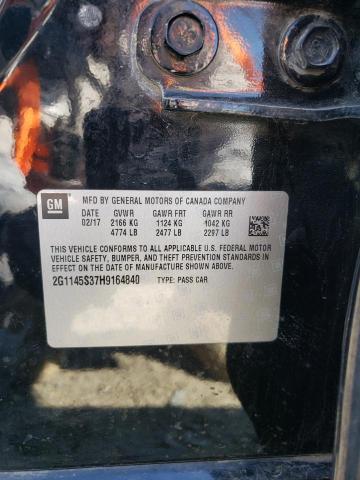 GM
MFD BY GENERAL MOTORS OF CANADA COMPANY
DATE GVWR GAWR FRT GAWR RR
02/17 2166 KG 1124 KG 1042 KG
4774 LB 2477 LB 2297 LB
THIS VEHICLE CONFORMS TO ALL APPLICABLE U.S. FEDERAL MOTOR
VEHICLE SAFETY, BUMPER, AND THEFT PREVENTION STANDARDS IN
EFFECT ON THE DATE OF MANUFACTURE SHOWN ABOVE.
2G1145S37H9164840 TYPE: PASS CAR